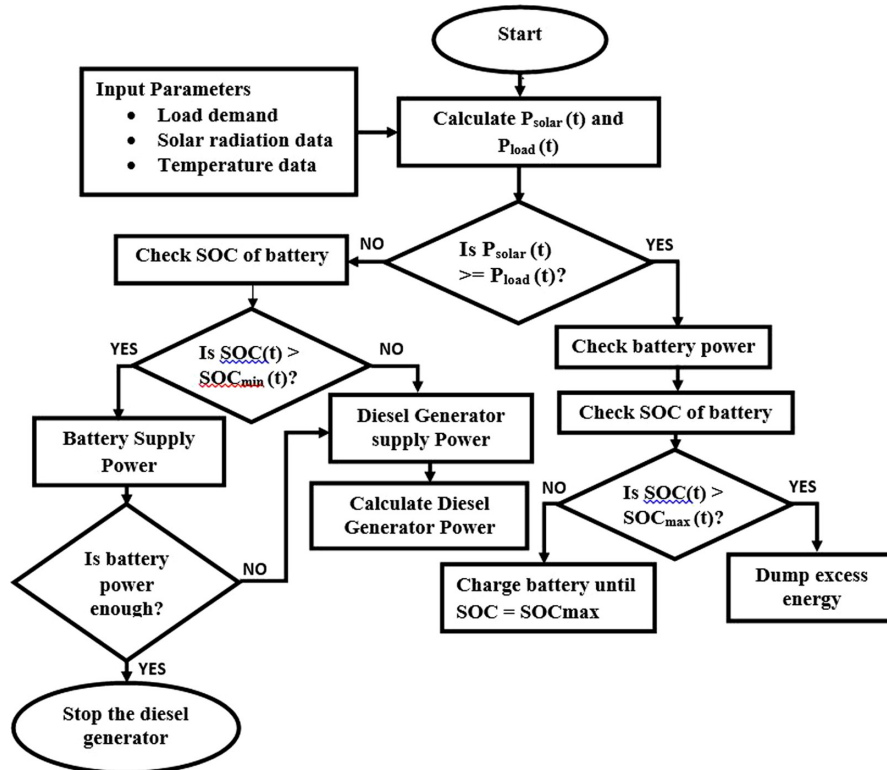 Start
Input Parameters
• Load demand
• Solar radiation data
• Temperature data
Calculate Psolar (t) and
Pload (t)
Is Psolar (t)
>= Pload (t)?
NO
YES
Check SOC of battery
Is SOC(t) >
SOCmin (t)?
YES
NO
Check battery power
Check SOC of battery
Battery Supply
Power
Diesel Generator
supply Power
Calculate Diesel
Generator Power
Is SOC(t) >
SOCmax (t)?
NO
YES
Is battery
power
enough?
NO
YES
Charge battery until
SOC = SOCmax
Dump excess
energy
Stop the diesel
generator